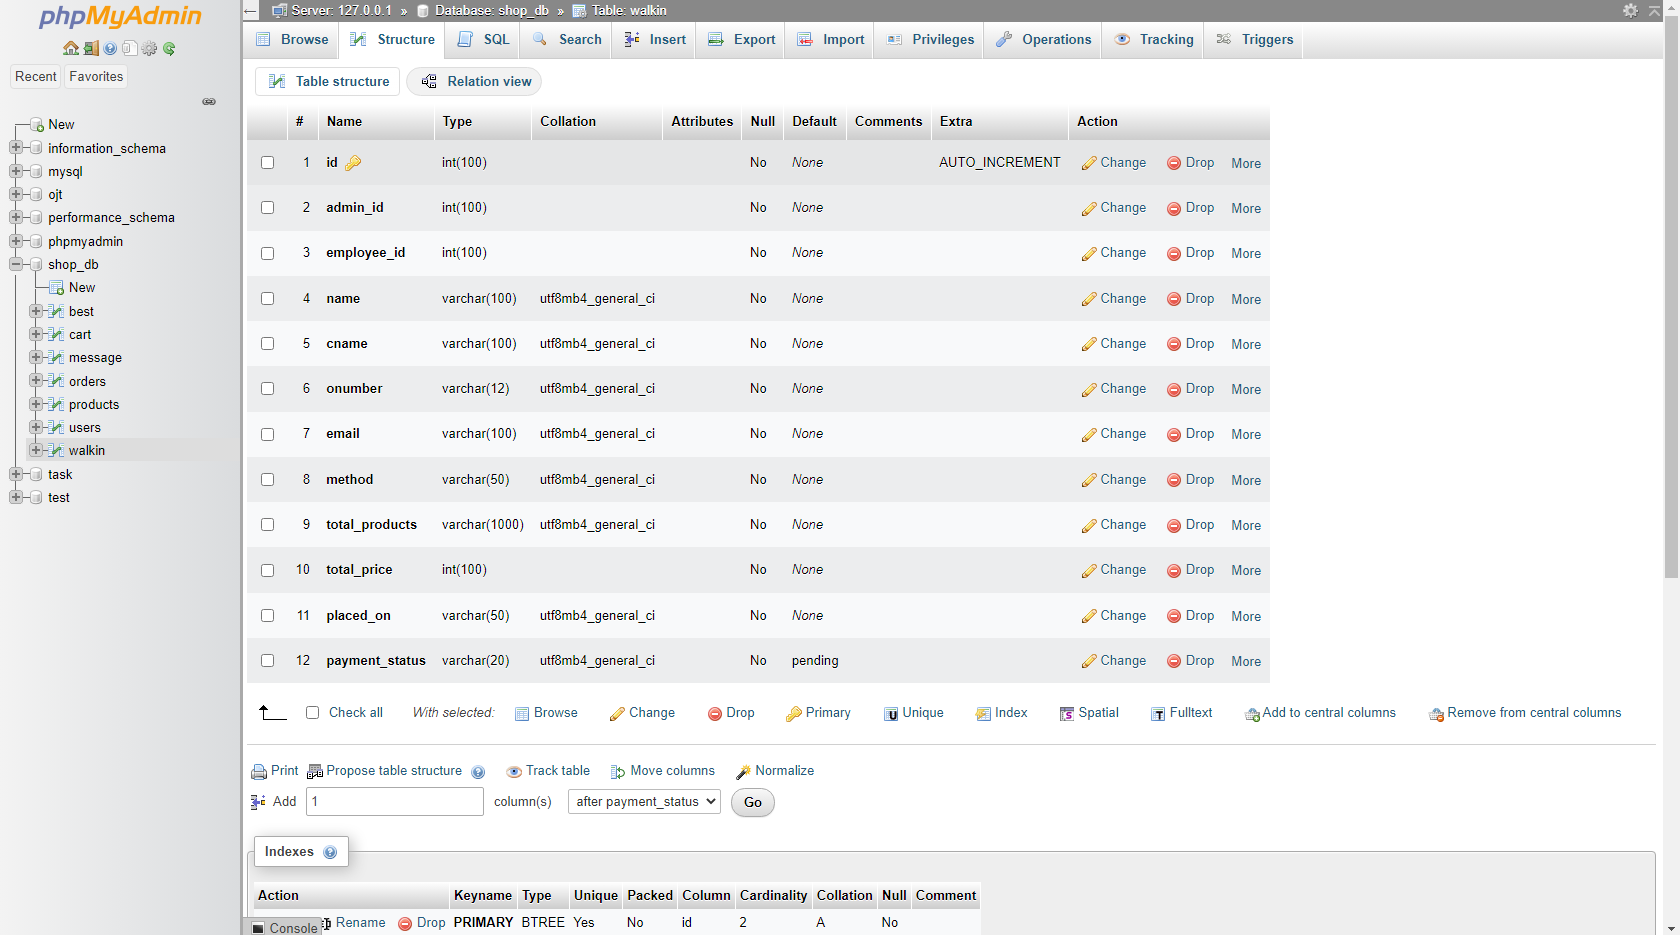 phpMyAdmin
Recent Favorites
New
information_schema
mysql
ojt
performance_schema
phpmyadmin
shop_db
New
best
cart
message
orders
products
users
walkin
task
test
Server: 127.0.0.1 » Database: shop_db » Table: walkin
Browse Structure SQL Search Insert Export Import Privileges Operations Tracking Triggers
Table structure Relation view
# Name Type Collation Attributes Null Default Comments Extra Action
1 id int(100) No None AUTO_INCREMENT Change Drop More
2 admin_id int(100) No None Change Drop More
3 employee_id int(100) No None Change Drop More
4 name varchar(100) utf8mb4_general_ci No None Change Drop More
5 cname varchar(100) utf8mb4_general_ci No None Change Drop More
6 onumber varchar(12) utf8mb4_general_ci No None Change Drop More
7 email varchar(100) utf8mb4_general_ci No None Change Drop More
8 method varchar(50) utf8mb4_general_ci No None Change Drop More
9 total_products varchar(1000) utf8mb4_general_ci No None Change Drop More
10 total_price int(100) No None Change Drop More
11 placed_on varchar(50) utf8mb4_general_ci No None Change Drop More
12 payment_status varchar(20) utf8mb4_general_ci No pending Change Drop More
Check all With selected: Browse Change Drop Primary Unique Index Spatial Fulltext Add to central columns Remove from central columns
Print Propose table structure Track table Move columns Normalize
Add 1 column(s) after payment_status Go
Indexes
Action Keyname Type Unique Packed Column Cardinality Collation Null Comment
Rename Drop PRIMARY BTREE Yes No id 2 A No
Console